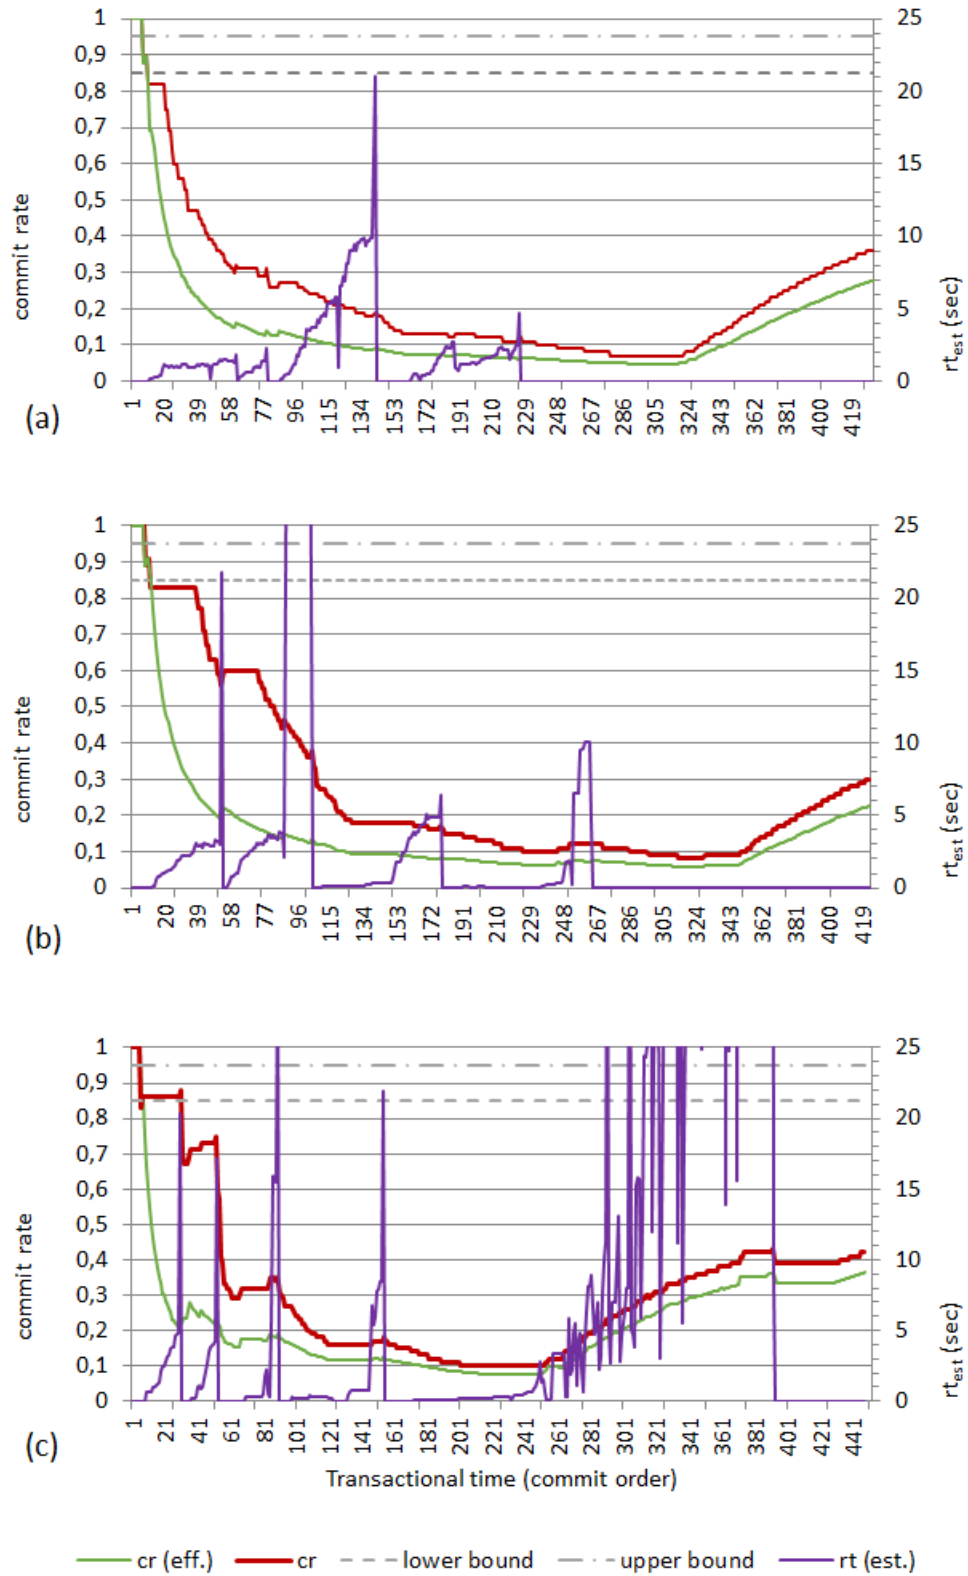 1 25
0,9
0,8 20
0,7
0,6 15
0,5
0,4 10
0,3
0,2 5
0,1
0 0
commit rate
rt_est (sec)
1 20 39 58 77 96 115 134 153 172 191 210 229 248 267 286 305 324 343 362 381 400 419
(a)
1 25
0,9
0,8 20
0,7
0,6 15
0,5
0,4 10
0,3
0,2 5
0,1
0 0
commit rate
rt_est (sec)
1 20 39 58 77 96 115 134 153 172 191 210 229 248 267 286 305 324 343 362 381 400 419
(b)
1 25
0,9
0,8 20
0,7
0,6 15
0,5
0,4 10
0,3
0,2 5
0,1
0 0
commit rate
rt_est (sec)
1 21 41 61 81 101 121 141 161 181 201 221 241 261 281 301 321 341 361 381 401 421 441
(c)
Transactional time (commit order)
cr (eff.) cr lower bound upper bound rt (est.)